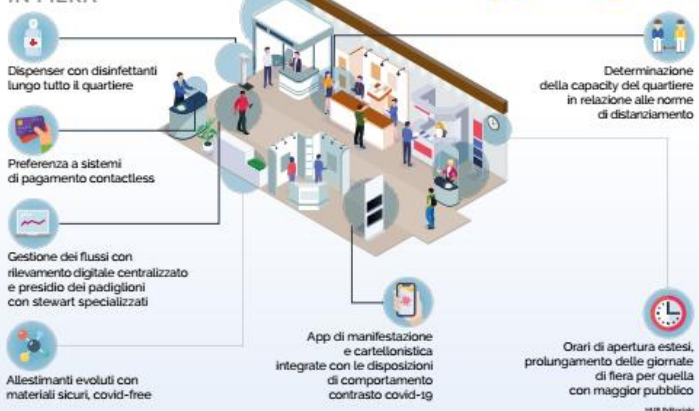 IN FIERA
Dispenser con disinfettanti
lungo tutto il quartiere
Determinazione
della capacity del quartiere
in relazione alle norme
di distanziamento
Preferenza a sistemi
di pagamento contactless
Gestione dei flussi con
rilevamento digitale centralizzato
e presidio dei padiglioni
con stewart specializzati
Allestimanti evoluti con
materiali sicuri, covid-free
App di manifestazione
e cartellonistica
integrate con le disposizioni
di comportamento
contrasto covid-19
Orari di apertura estesi,
prolungamento delle giornate
di fiera per quella
con maggior pubblico